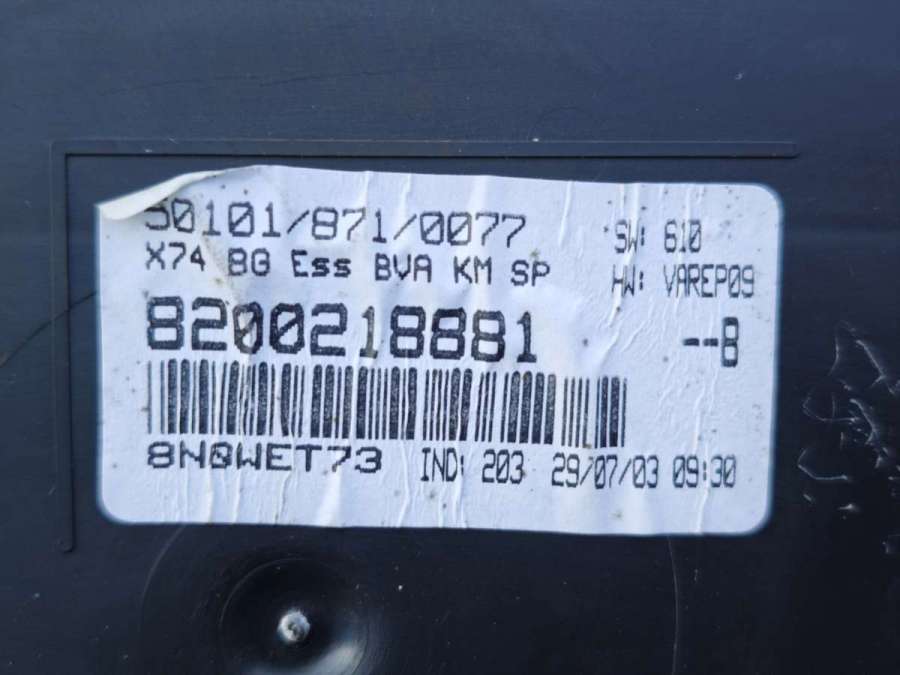 50101/871/0077
SW: 610
X74 BG Ess BVA KM SP
HW: VAREP09
8200218881
--B
8N0WET73
IND: 203 29/07/03 09:30